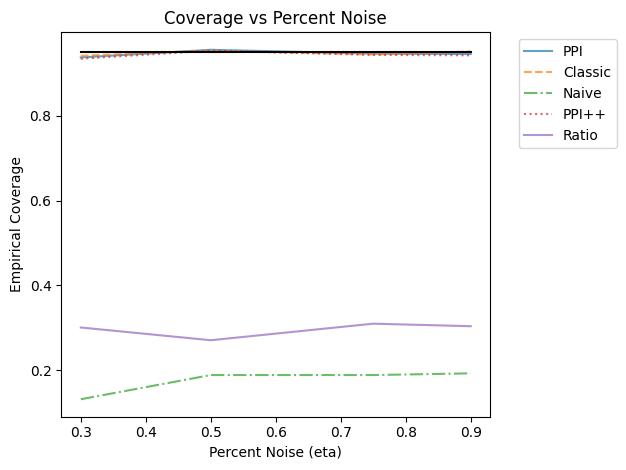 Coverage vs Percent Noise
Empirical Coverage
0.8
0.6
0.4
0.2
0.3
0.4
0.5
0.6
0.7
0.8
0.9
Percent Noise (eta)
PPI
Classic
Naive
PPI++
Ratio